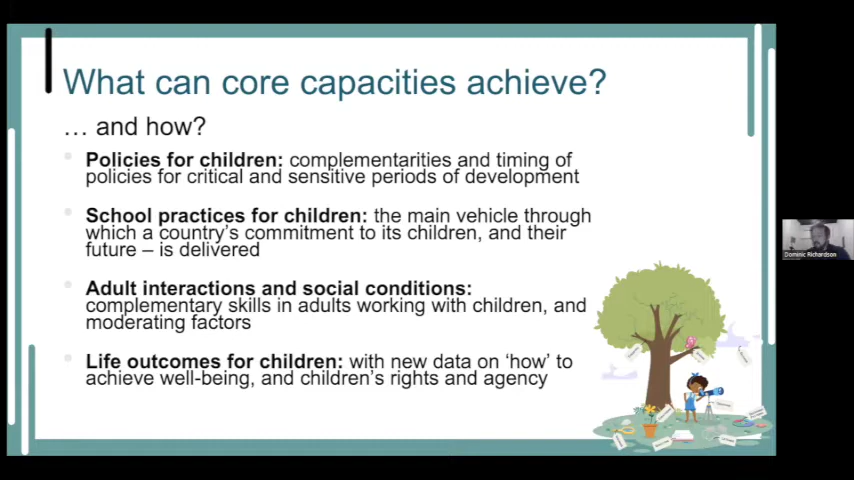 What can core capacities achieve?
… and how?
Policies for children: complementarities and timing of
policies for critical and sensitive periods of development
School practices for children: the main vehicle through
which a country's commitment to its children, and their
future – is delivered
Adult interactions and social conditions:
complementary skills in adults working with children, and
moderating factors
Life outcomes for children: with new data on 'how' to
achieve well-being, and children's rights and agency
Dominic Richardson